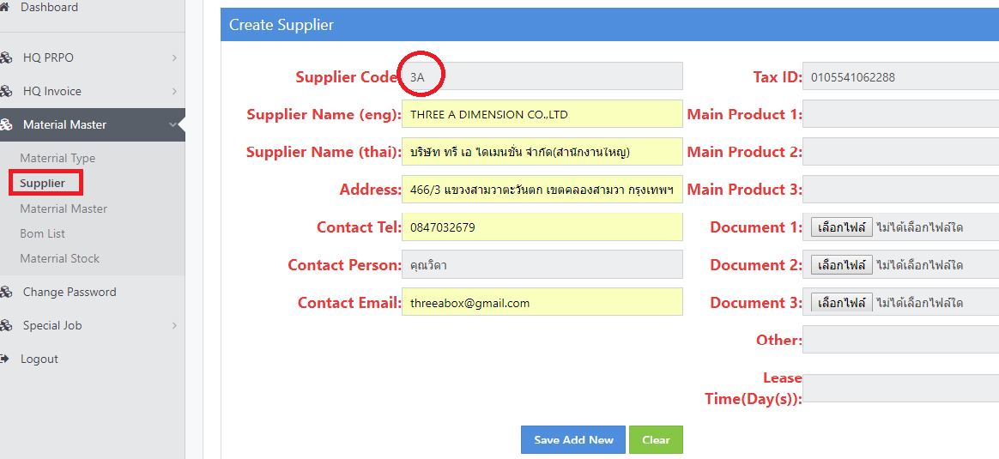 Dashboard
HQ PRPO
HQ Invoice
Material Master
Materrial Type
Supplier
Materrial Master
Bom List
Materrial Stock
Change Password
Special Job
Logout
Create Supplier
Supplier Code 3A
Supplier Name (eng): THREE A DIMENSION CO.,LTD
Supplier Name (thai): บริษัท ทรี เอ ไดเมนชั่น จำกัด(สำนักงานใหญ่)
Address: 466/3 แขวงสามวาตะวันตก เขตคลองสามวา กรุงเทพฯ
Contact Tel: 0847032679
Contact Person: คุณวิดา
Contact Email: threeabox@gmail.com
Tax ID: 0105541062288
Main Product 1:
Main Product 2:
Main Product 3:
Document 1: เลือกไฟล์ ไม่ได้เลือกไฟล์ใด
Document 2: เลือกไฟล์ ไม่ได้เลือกไฟล์ใด
Document 3: เลือกไฟล์ ไม่ได้เลือกไฟล์ใด
Other:
Lease
Time(Day(s)):
Save Add New Clear